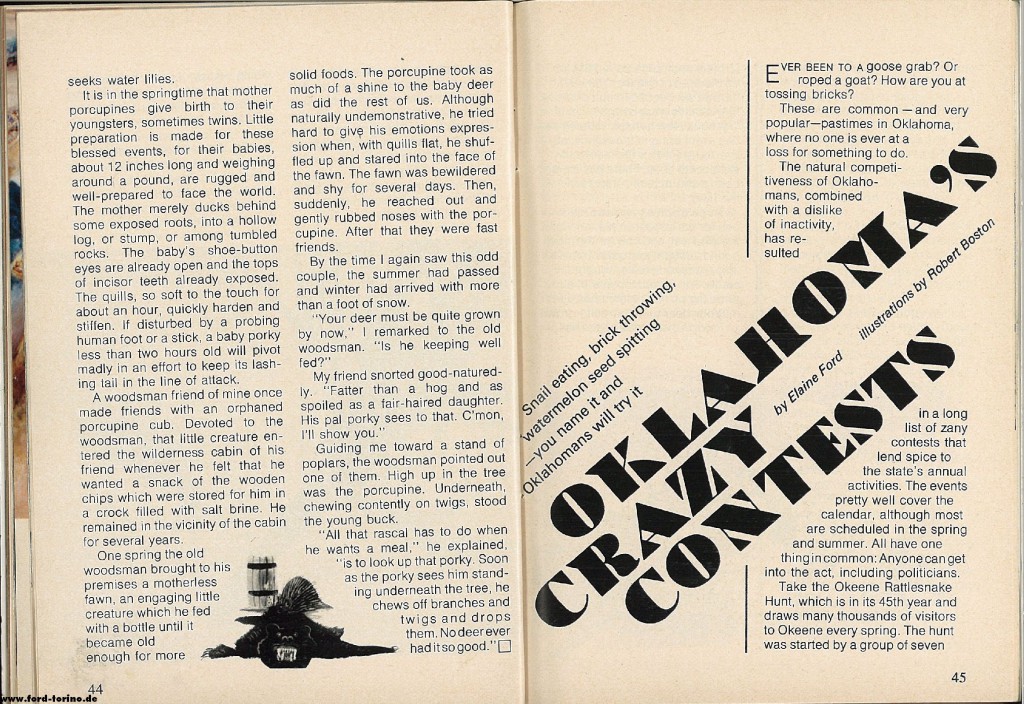 seeks water lilies.
It is in the springtime that mother
porcupines give birth to their
youngsters, sometimes twins. Little
preparation is made for these
blessed events, for their babies,
about 12 inches long and weighing
around a pound, are rugged and
well-prepared to face the world.
The mother merely ducks behind
some exposed roots, into a hollow
log, or stump, or among tumbled
rocks. The baby's shoe-button
eyes are already open and the tops
of incisor teeth already exposed.
The quills, so soft to the touch for
about an hour, quickly harden and
stiffen. If disturbed by a probing
human foot or a stick, a baby porky
less than two hours old will pivot
madly in an effort to keep its lash-
ing tail in the line of attack.
A woodsman friend of mine once
made friends with an orphaned
porcupine cub. Devoted to the
woodsman, that little creature en-
tered the wilderness cabin of his
friend whenever he felt that he
wanted a snack of the wooden
chips which were stored for him in
a crock filled with salt brine. He
remained in the vicinity of the cabin
for several years.
One spring the old
woodsman brought to his
premises a motherless
fawn, an engaging little
creature which he fed
with a bottle until it
became old
enough for more
solid foods. The porcupine took as
much of a shine to the baby deer
as did the rest of us. Although
naturally undemonstrative, he tried
hard to give his emotions expres-
sion when, with quills flat, he shuf-
fled up and stared into the face of
the fawn. The fawn was bewildered
and shy for several days. Then,
suddenly, he reached out and
gently rubbed noses with the por-
cupine. After that they were fast
friends.
By the time I again saw this odd
couple, the summer had passed
and winter had arrived with more
than a foot of snow.
"Your deer must be quite grown
by now," I remarked to the old
woodsman. "Is he keeping well
fed?"
My friend snorted good-natured-
ly. "Fatter than a hog and as
spoiled as a fair-haired daughter.
His pal porky sees to that. C'mon,
I'll show you."
Guiding me toward a stand of
poplars, the woodsman pointed out
one of them. High up in the tree
was the porcupine. Underneath,
chewing contently on twigs, stood
the young buck.
"All that rascal has to do when
he wants a meal," he explained,
"is to look up that porky. Soon
as the porky sees him stand-
ing underneath the tree, he
chews off branches and
twigs and drops
them. No deer ever
had it so good."
44
Snail eating, brick throwing,
watermelon seed spitting
—you name it and
Oklahomans will try it
OKLAHOMA'S
CRAZY
CONTESTS
by Elaine Ford
Illustrations by Robert Boston
EVER BEEN TO A goose grab? Or
roped a goat? How are you at
tossing bricks?
These are common—and very
popular—pastimes in Oklahoma,
where no one is ever at a
loss for something to do.
The natural competi-
tiveness of Oklaho-
mans, combined
with a dislike
of inactivity,
has re-
sulted
in a long
list of zany
contests that
lend spice to
the state's annual
activities. The events
pretty well cover the
calendar, although most
are scheduled in the spring
and summer. All have one
thing in common: Anyone can get
into the act, including politicians.
Take the Okeene Rattlesnake
Hunt, which is in its 45th year and
draws many thousands of visitors
to Okeene every spring. The hunt
was started by a group of seven
45
www.ford-torino.de